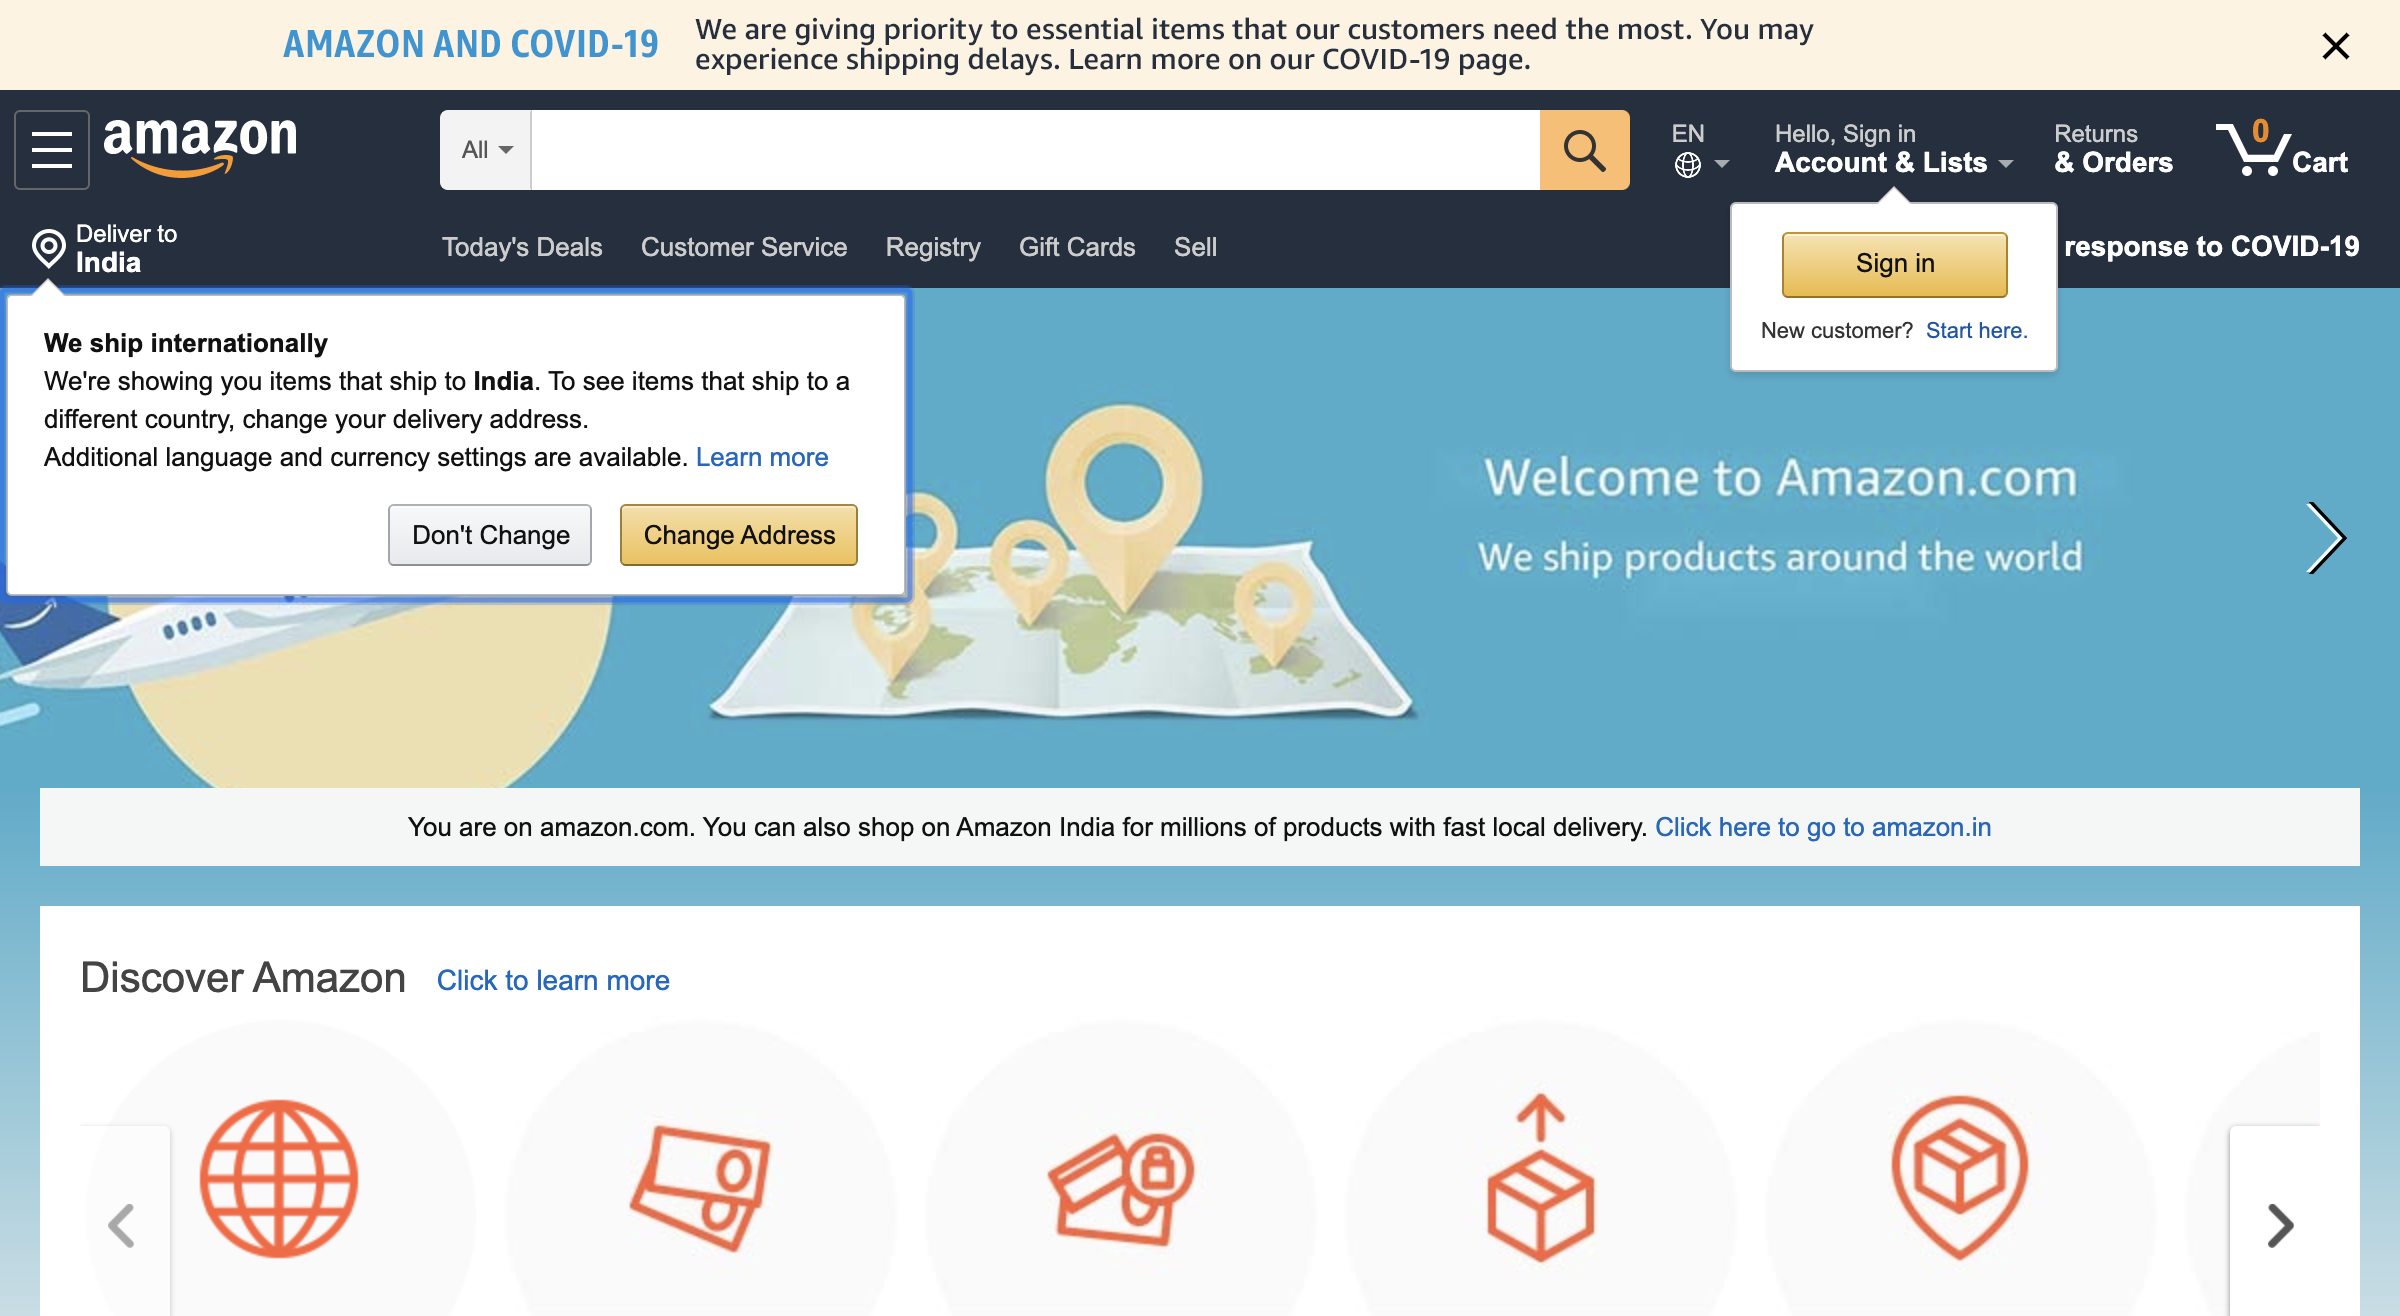 AMAZON AND COVID-19
We are giving priority to essential items that our customers need the most. You may
experience shipping delays. Learn more on our COVID-19 page.
amazon
All
EN
Hello, Sign in
Account & Lists
Returns
& Orders
0
Cart
Deliver to
India
Today's Deals
Customer Service
Registry
Gift Cards
Sell
response to COVID-19
Sign in
New customer? Start here.
We ship internationally
We're showing you items that ship to India. To see items that ship to a
different country, change your delivery address.
Additional language and currency settings are available. Learn more
Don't Change
Change Address
Welcome to Amazon.com
We ship products around the world
You are on amazon.com. You can also shop on Amazon India for millions of products with fast local delivery. Click here to go to amazon.in
Discover Amazon
Click to learn more